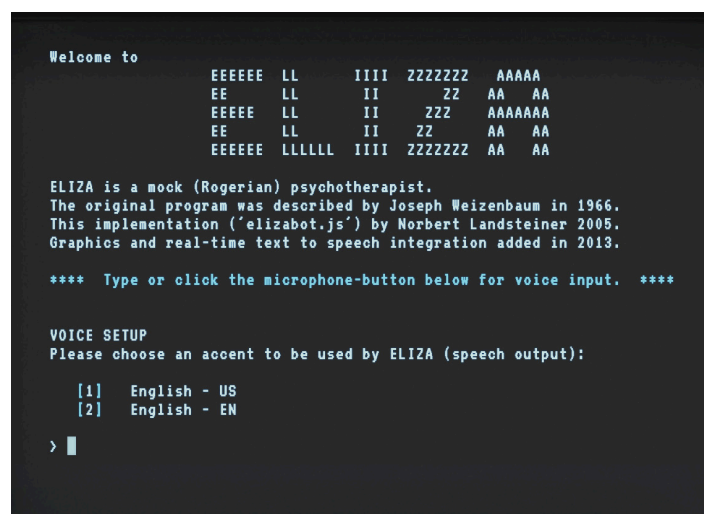 Welcome to
EEEEEE  LL      IIII  ZZZZZZZ   AAAAA
EE      LL       II       ZZ   AA   AA
EEEEE   LL       II     ZZZ    AAAAAAA
EE      LL       II    ZZ      AA   AA
EEEEEE  LLLLLL  IIII  ZZZZZZZ  AA   AA
ELIZA is a mock (Rogerian) psychotherapist.
The original program was described by Joseph Weizenbaum in 1966.
This implementation (´elizabot.js´) by Norbert Landsteiner 2005.
Graphics and real-time text to speech integration added in 2013.
****  Type or click the microphone-button below for voice input.  ****
VOICE SETUP
Please choose an accent to be used by ELIZA (speech output):
[1]   English - US
[2]   English - EN
>